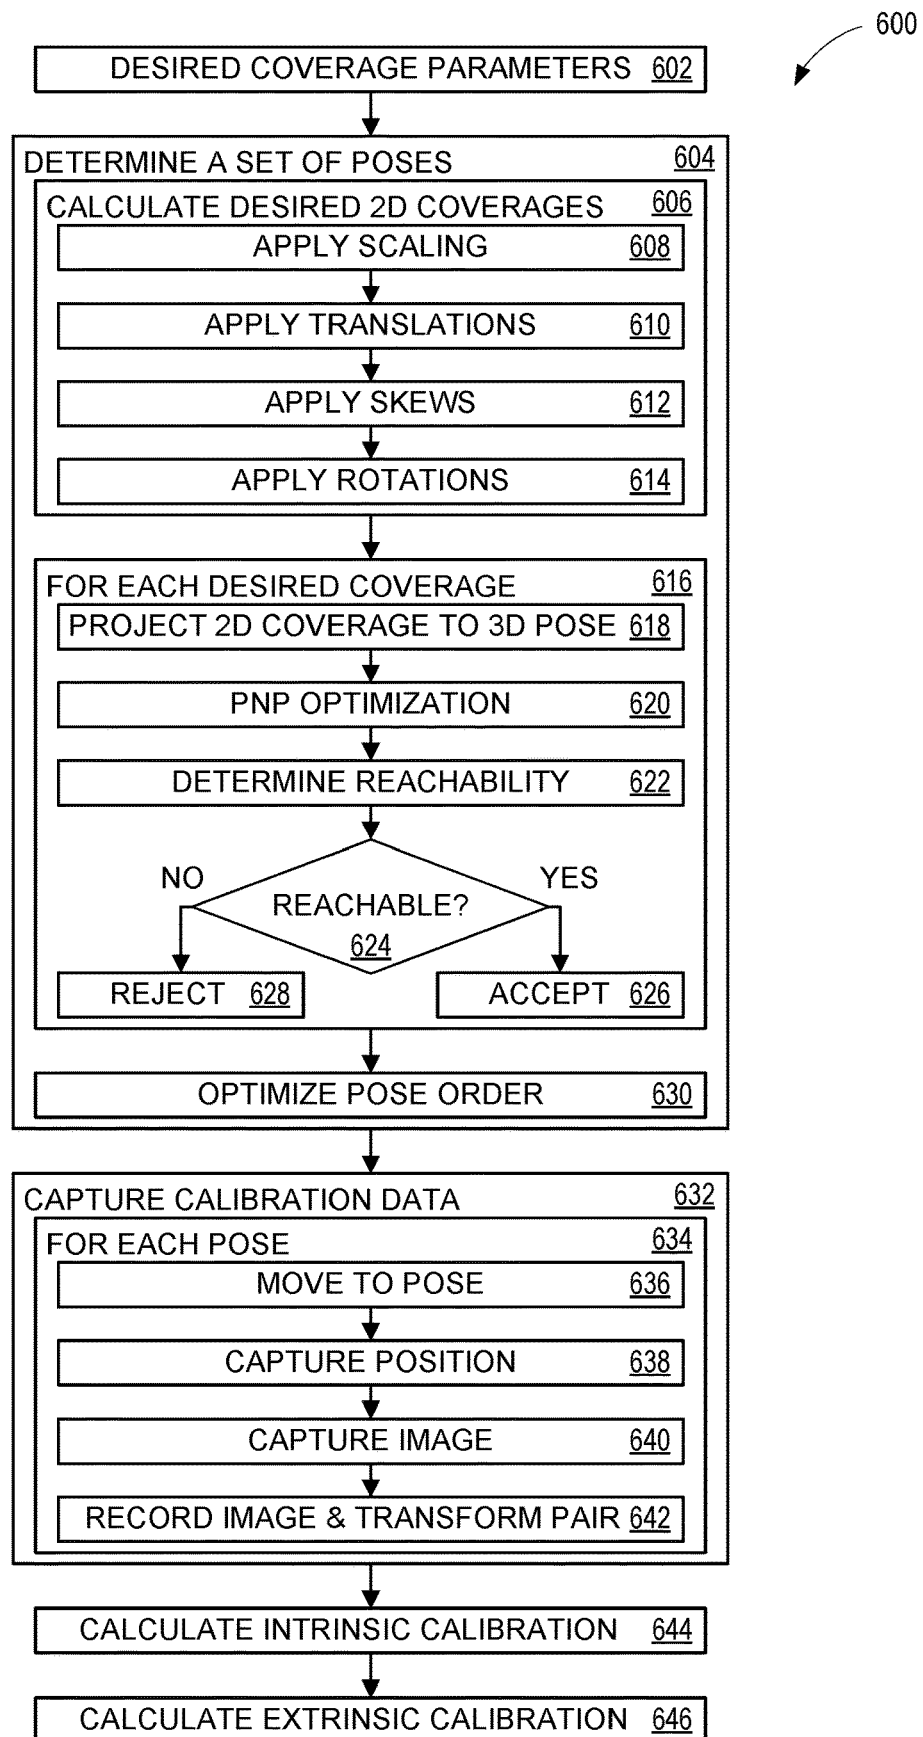 600
DESIRED COVERAGE PARAMETERS 602
DETERMINE A SET OF POSES 604
CALCULATE DESIRED 2D COVERAGES 606
APPLY SCALING 608
APPLY TRANSLATIONS 610
APPLY SKEWS 612
APPLY ROTATIONS 614
FOR EACH DESIRED COVERAGE 616
PROJECT 2D COVERAGE TO 3D POSE 618
PNP OPTIMIZATION 620
DETERMINE REACHABILITY 622
NO YES
REACHABLE?
624
REJECT 628 ACCEPT 626
OPTIMIZE POSE ORDER 630
CAPTURE CALIBRATION DATA 632
FOR EACH POSE 634
MOVE TO POSE 636
CAPTURE POSITION 638
CAPTURE IMAGE 640
RECORD IMAGE & TRANSFORM PAIR 642
CALCULATE INTRINSIC CALIBRATION 644
CALCULATE EXTRINSIC CALIBRATION 646